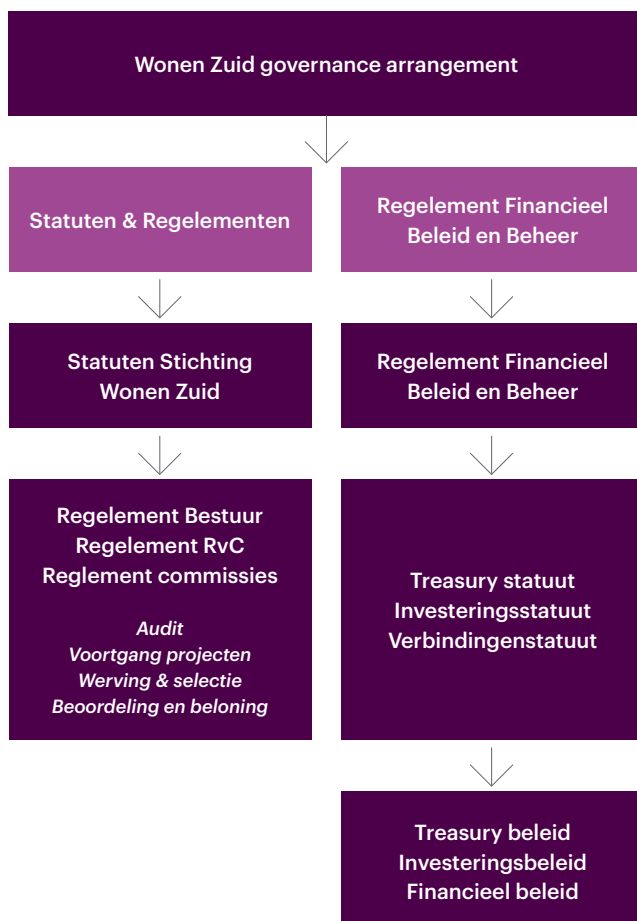 Wonen Zuid governance arrangement
Statuten & Regelementen
Regelement Financieel
Beleid en Beheer
Statuten Stichting
Wonen Zuid
Regelement Financieel
Beleid en Beheer
Regelement Bestuur
Regelement RvC
Reglement commissies
Audit
Voortgang projecten
Werving & selectie
Beoordeling en beloning
Treasury statuut
Investeringsstatuut
Verbindingenstatuut
Treasury beleid
Investeringsbeleid
Financieel beleid